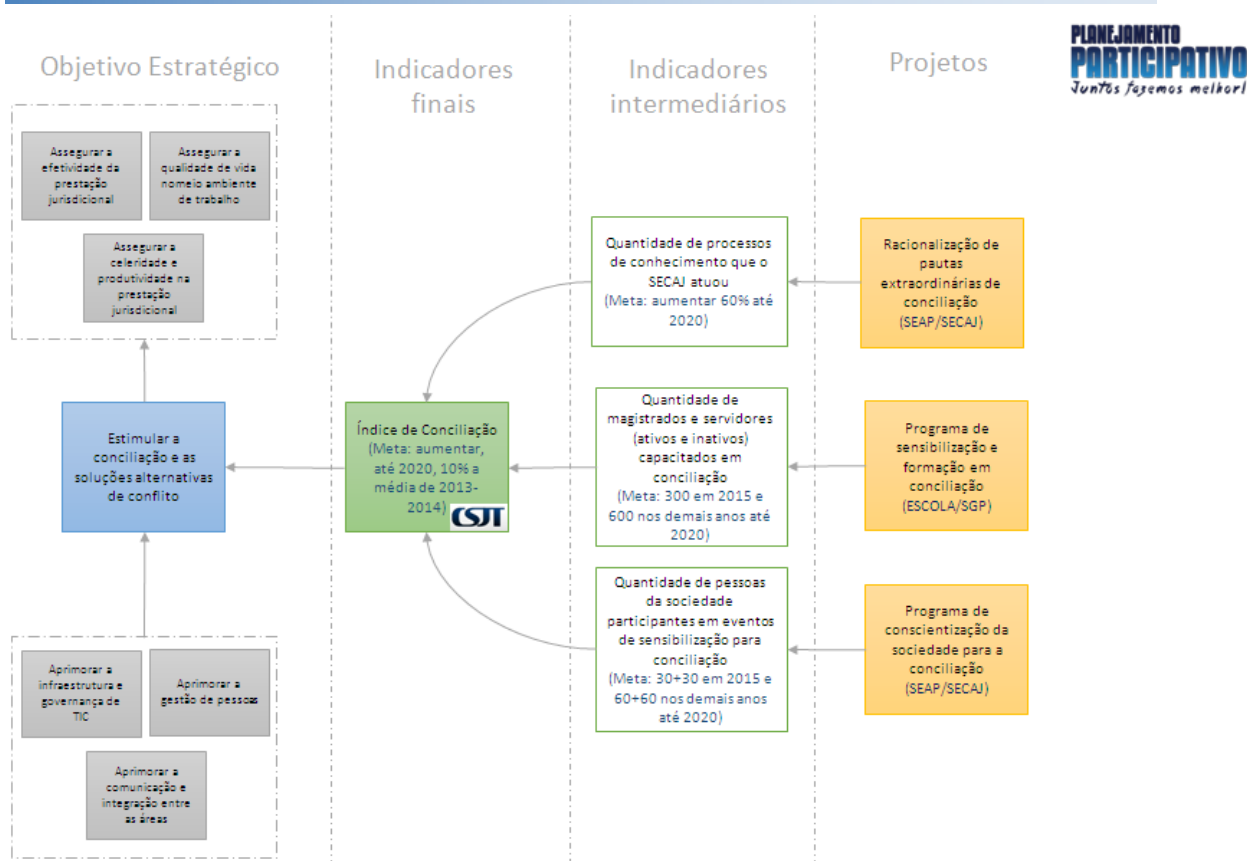 PLANEJAMENTO
PARTICIPATIVO
Juntos fazemos melhor!
Objetivo Estratégico
Indicadores
finais
Indicadores
intermediários
Projetos
Assegurar a
efetividade da
prestação
jurisdicional
Assegurar a
qualidade de vida
nomeio ambiente
de trabalho
Assegurar a
celeridade e
produtividade na
prestação
jurisdicional
Estimular a
conciliação e as
soluções alternativas
de conflito
Aprimorar a
infraestrutura e
governança de
TIC
Aprimorar a
gestão de pessoas
Aprimorar a
comunicação e
integração entre
as áreas
Índice de Conciliação
(Meta: aumentar,
até 2020, 10% a
média de 2013-
2014)
CSJT
Quantidade de processos
de conhecimento que o
SECAJ atuou
(Meta: aumentar 60% até
2020)
Quantidade de
magistrados e servidores
(ativos e inativos)
capacitados em
conciliação
(Meta: 300 em 2015 e
600 nos demais anos até
2020)
Quantidade de pessoas
da sociedade
participantes em eventos
de sensibilização para
conciliação
(Meta: 30+30 em 2015 e
60+60 nos demais anos
até 2020)
Racionalização de
pautas
extraordinárias de
conciliação
(SEAP/SECAJ)
Programa de
sensibilização e
formação em
conciliação
(ESCOLA/SGP)
Programa de
conscientização da
sociedade para a
conciliação
(SEAP/SECAJ)